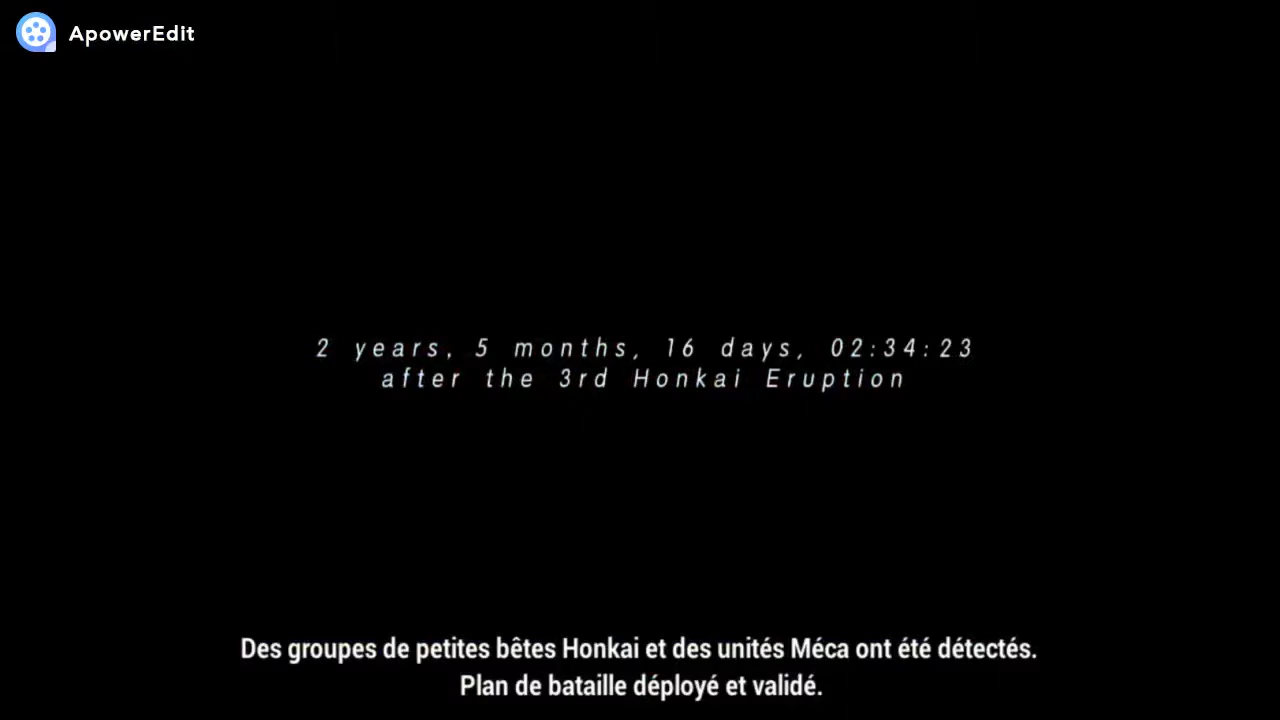 ApowerEdit
2 years, 5 months, 16 days, 02:34:23
after the 3rd Honkai Eruption
Des groupes de petites bêtes Honkai et des unités Méca ont été détectés.
Plan de bataille déployé et validé.